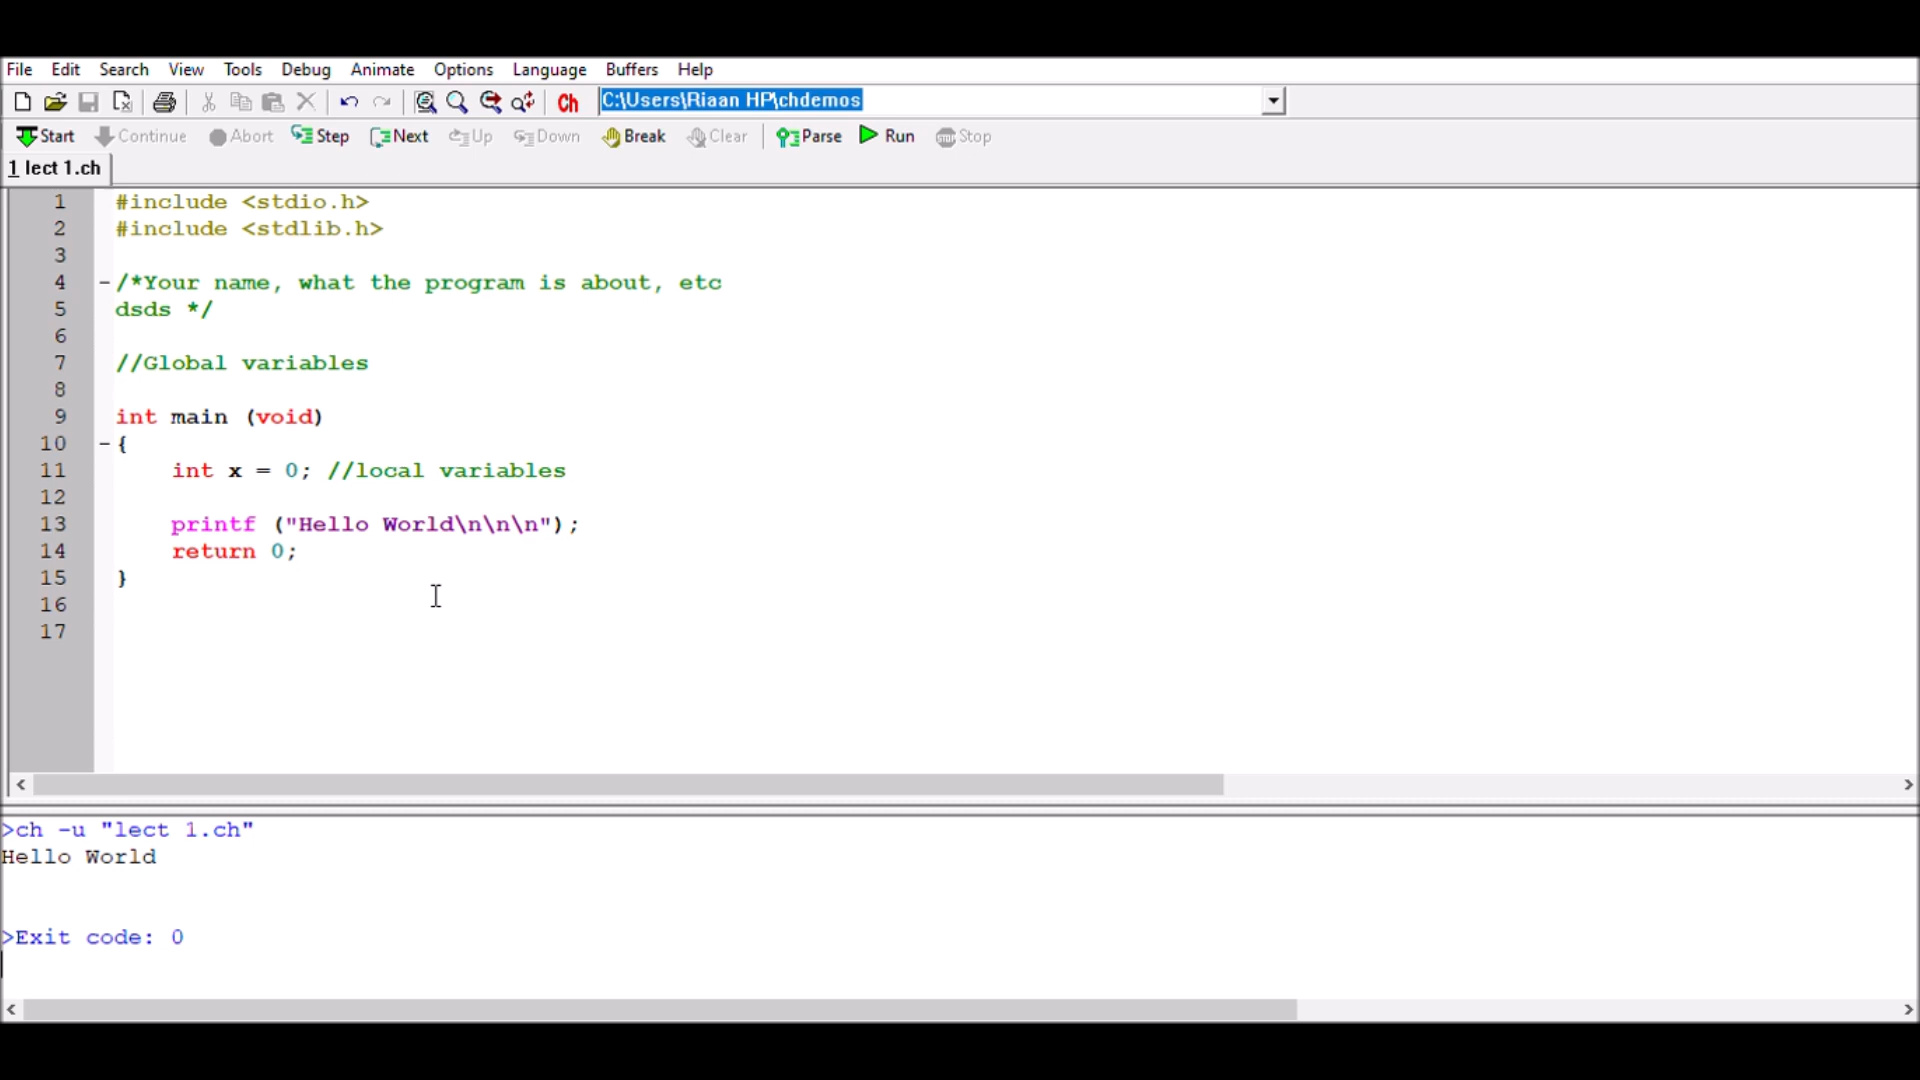 File Edit Search View Tools Debug Animate Options Language Buffers Help
Ch C:\Users\Riaan HP\chdemos
Start Continue Abort Step Next Up Down Break Clear Parse Run Stop
1 lect 1.ch
1 #include <stdio.h>
2 #include <stdlib.h>
3
4 /*Your name, what the program is about, etc
5 dsds */
6
7 //Global variables
8
9 int main (void)
10 {
11     int x = 0; //local variables
12
13     printf ("Hello World\n\n\n");
14     return 0;
15 }
16
17
>ch -u "lect 1.ch"
Hello World
>Exit code: 0